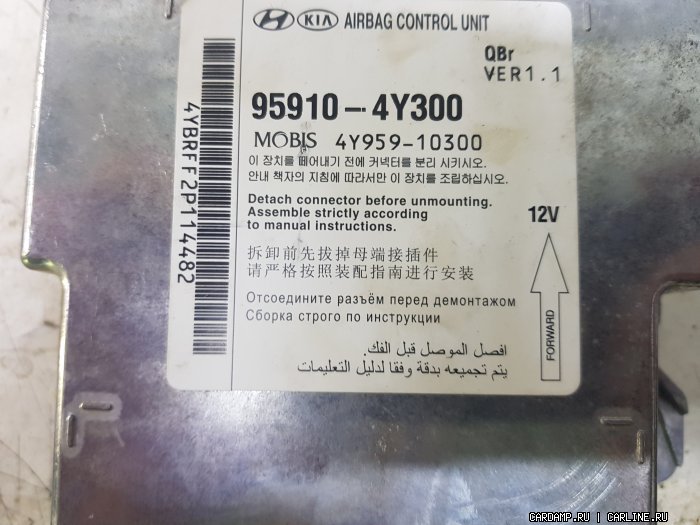 HYUNDAI KIA AIRBAG CONTROL UNIT
QBr
VER1.1
95910-4Y300
MOBIS 4Y959-10300
이 장치를 떼어내기 전에 커넥터를 분리 시키시오.
안내 책자의 지침에 따라서만 이 장치를 조립하십시오.
Detach connector before unmounting.
Assemble strictly according
to manual instructions.
12V
拆卸前先拔掉母端接插件
请严格按照装配指南进行安装
Отсоедините разъём перед демонтажом
Сборка строго по инструкции
افصل الموصل قبل الفك.
يتم تجميعه بدقة وفقا لدليل التعليمات
FORWARD
4YBRFF2P114482
CARDAMP.RU | CARLINE.RU